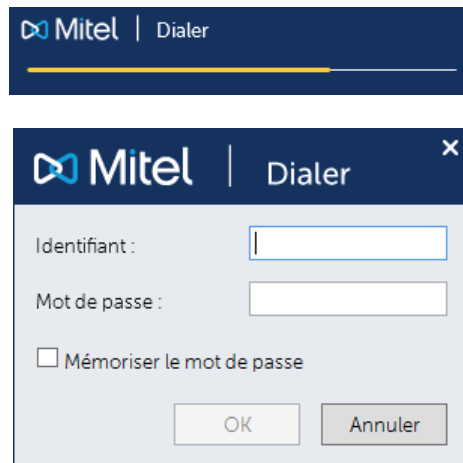 Mitel | Dialer
Mitel | Dialer
Identifiant :
Mot de passe :
Mémoriser le mot de passe
OK Annuler